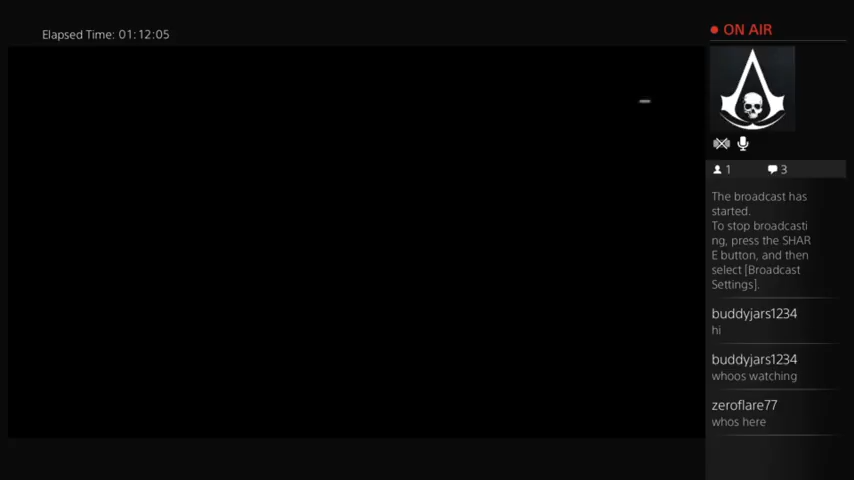 Elapsed Time: 01:12:05
ON AIR
1 3
The broadcast has
started.
To stop broadcasti
ng, press the SHAR
E button, and then
select [Broadcast
Settings].
buddyjars1234
hi
buddyjars1234
whoos watching
zeroflare77
whos here